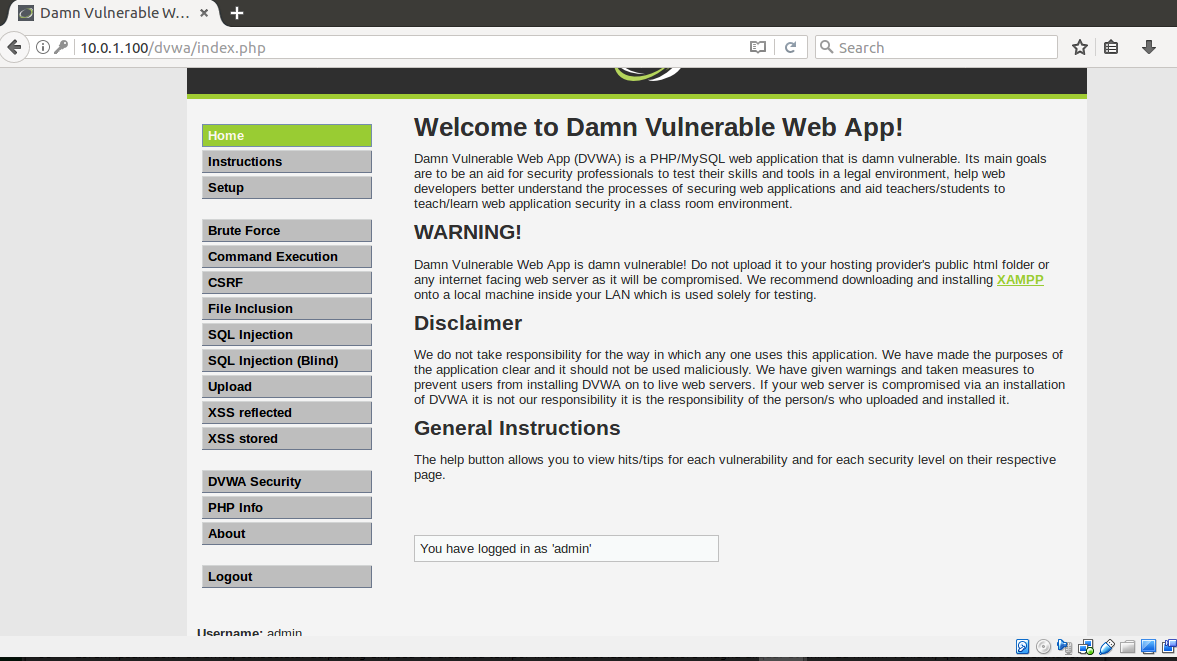 Damn Vulnerable W...
10.0.1.100/dvwa/index.php
Search
Home
Instructions
Setup
Brute Force
Command Execution
CSRF
File Inclusion
SQL Injection
SQL Injection (Blind)
Upload
XSS reflected
XSS stored
DVWA Security
PHP Info
About
Logout
Username: admin
Welcome to Damn Vulnerable Web App!
Damn Vulnerable Web App (DVWA) is a PHP/MySQL web application that is damn vulnerable. Its main goals
are to be an aid for security professionals to test their skills and tools in a legal environment, help web
developers better understand the processes of securing web applications and aid teachers/students to
teach/learn web application security in a class room environment.
WARNING!
Damn Vulnerable Web App is damn vulnerable! Do not upload it to your hosting provider's public html folder or
any internet facing web server as it will be compromised. We recommend downloading and installing XAMPP
onto a local machine inside your LAN which is used solely for testing.
Disclaimer
We do not take responsibility for the way in which any one uses this application. We have made the purposes of
the application clear and it should not be used maliciously. We have given warnings and taken measures to
prevent users from installing DVWA on to live web servers. If your web server is compromised via an installation
of DVWA it is not our responsibility it is the responsibility of the person/s who uploaded and installed it.
General Instructions
The help button allows you to view hits/tips for each vulnerability and for each security level on their respective
page.
You have logged in as 'admin'